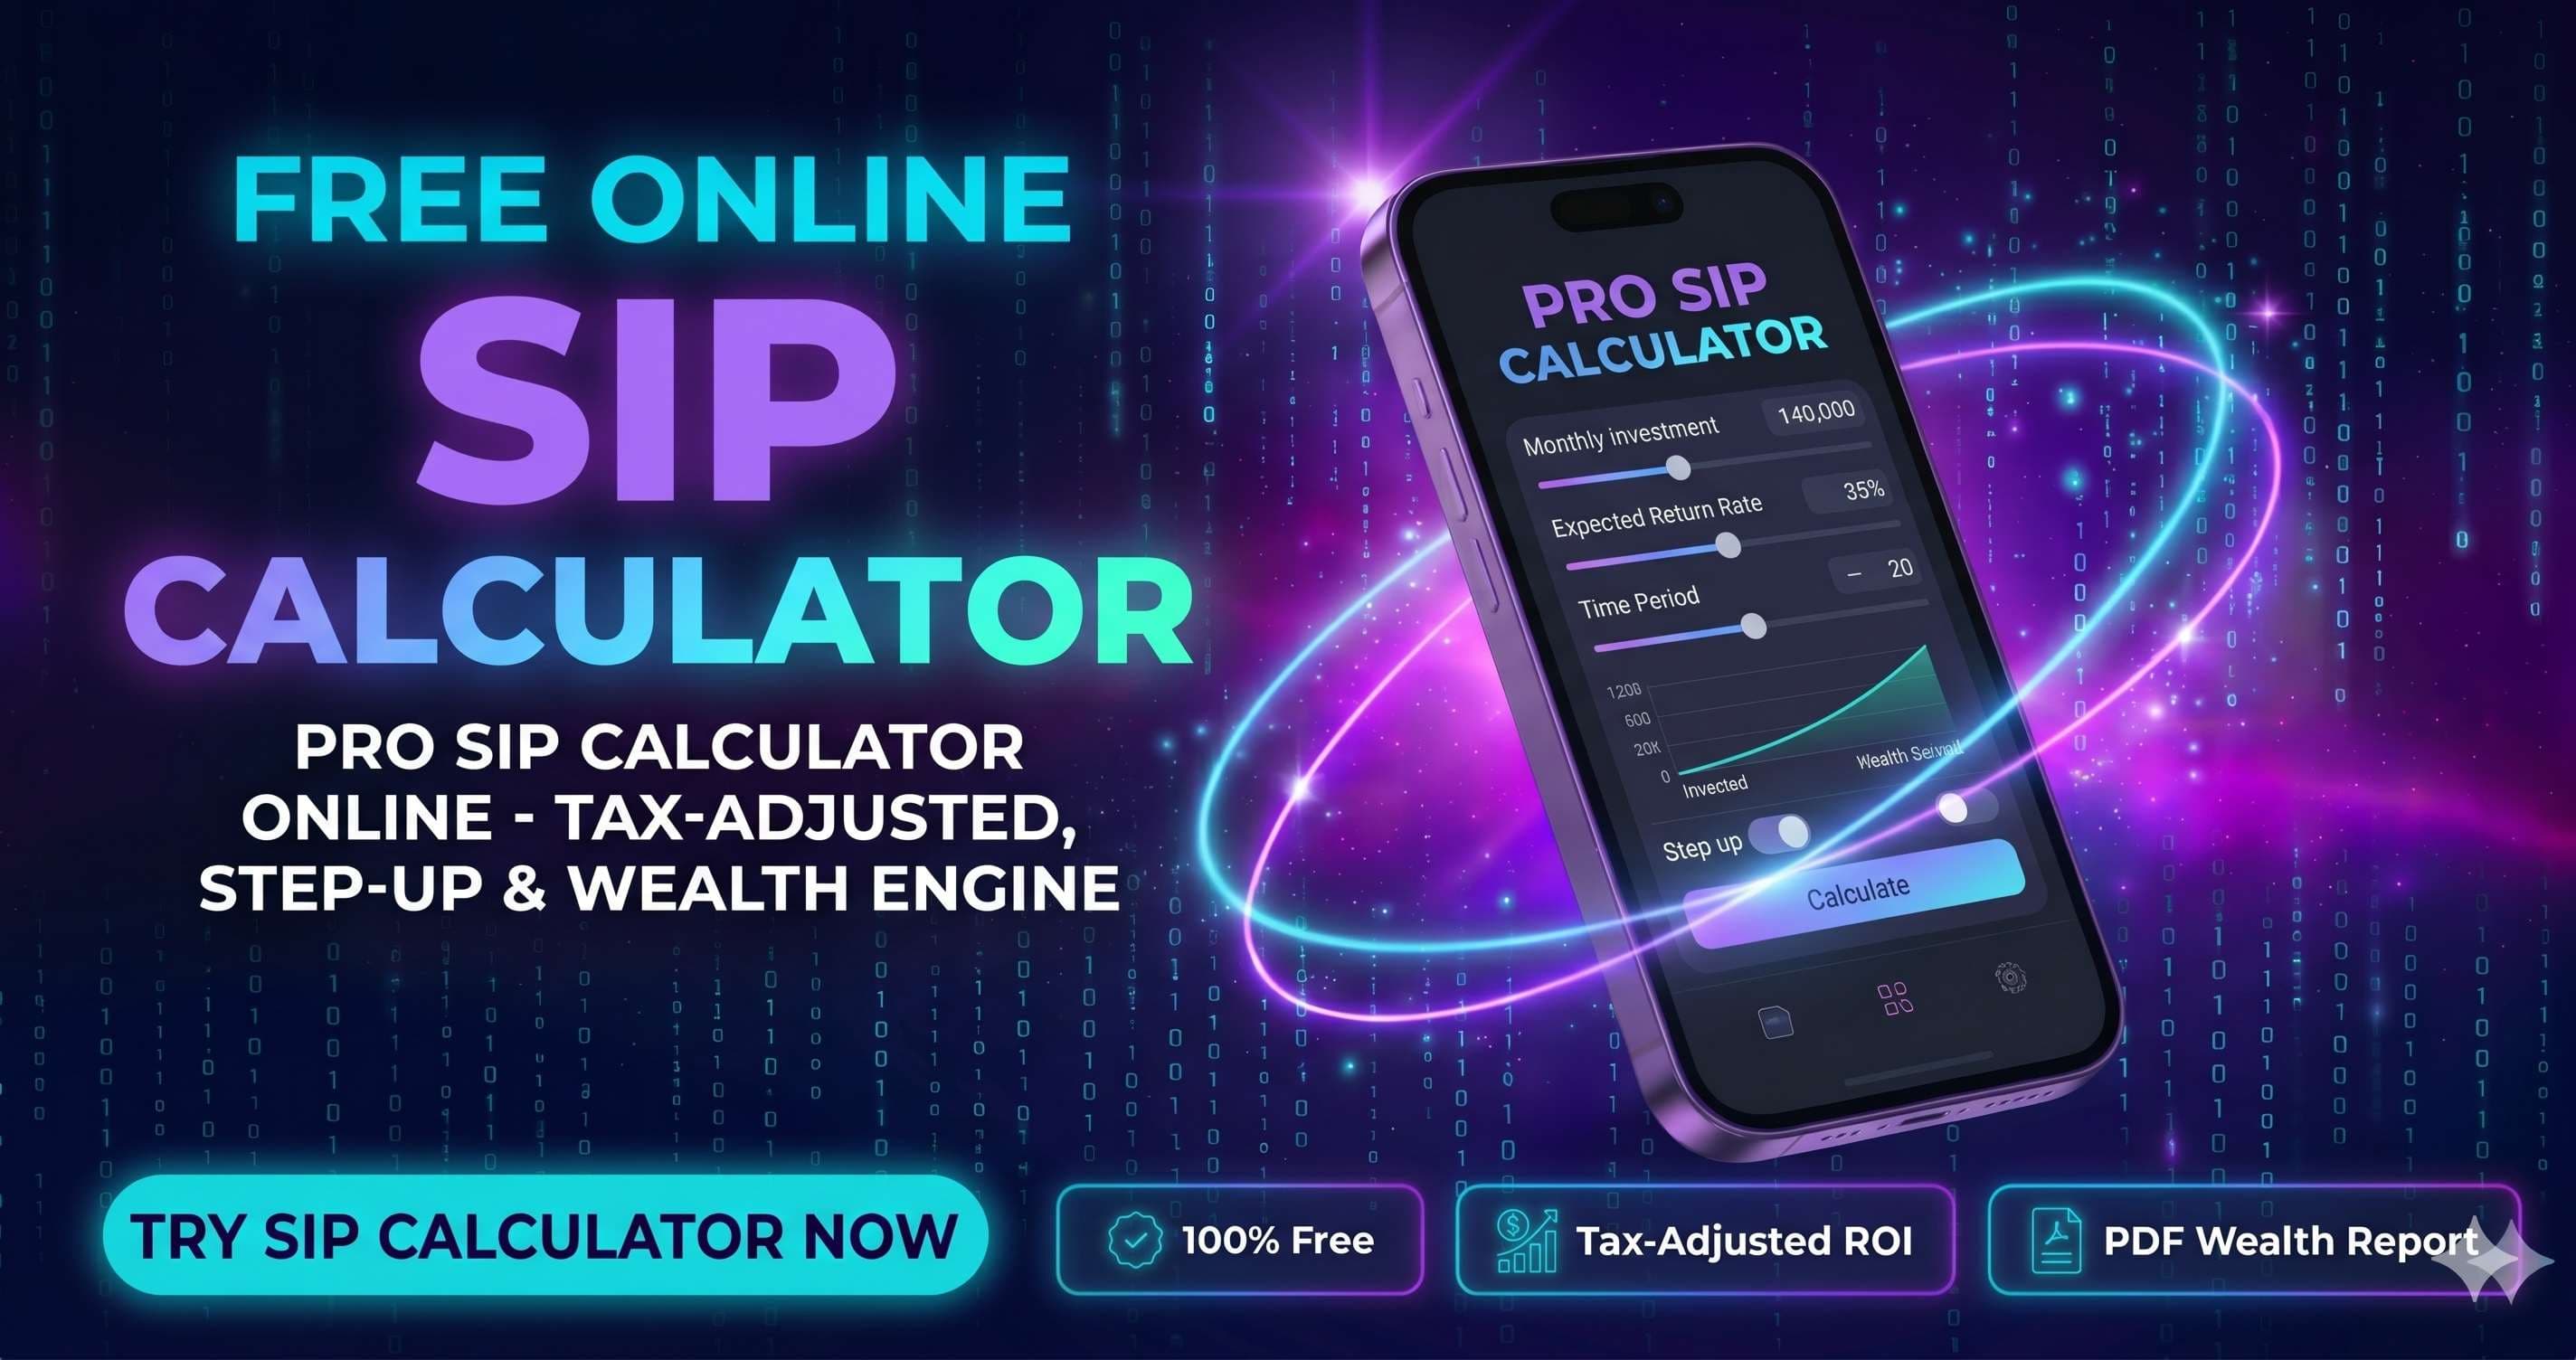 FREE ONLINE
SIP
CALCULATOR
PRO SIP CALCULATOR
ONLINE - TAX-ADJUSTED,
STEP-UP & WEALTH ENGINE
TRY SIP CALCULATOR NOW
100% Free
Tax-Adjusted ROI
PDF Wealth Report
PRO SIP
CALCULATOR
Monthly investment 140,000
Expected Return Rate 35%
Time Period – 20
120B
600
20K
0
Invected
Wealth
Step up
Calculate